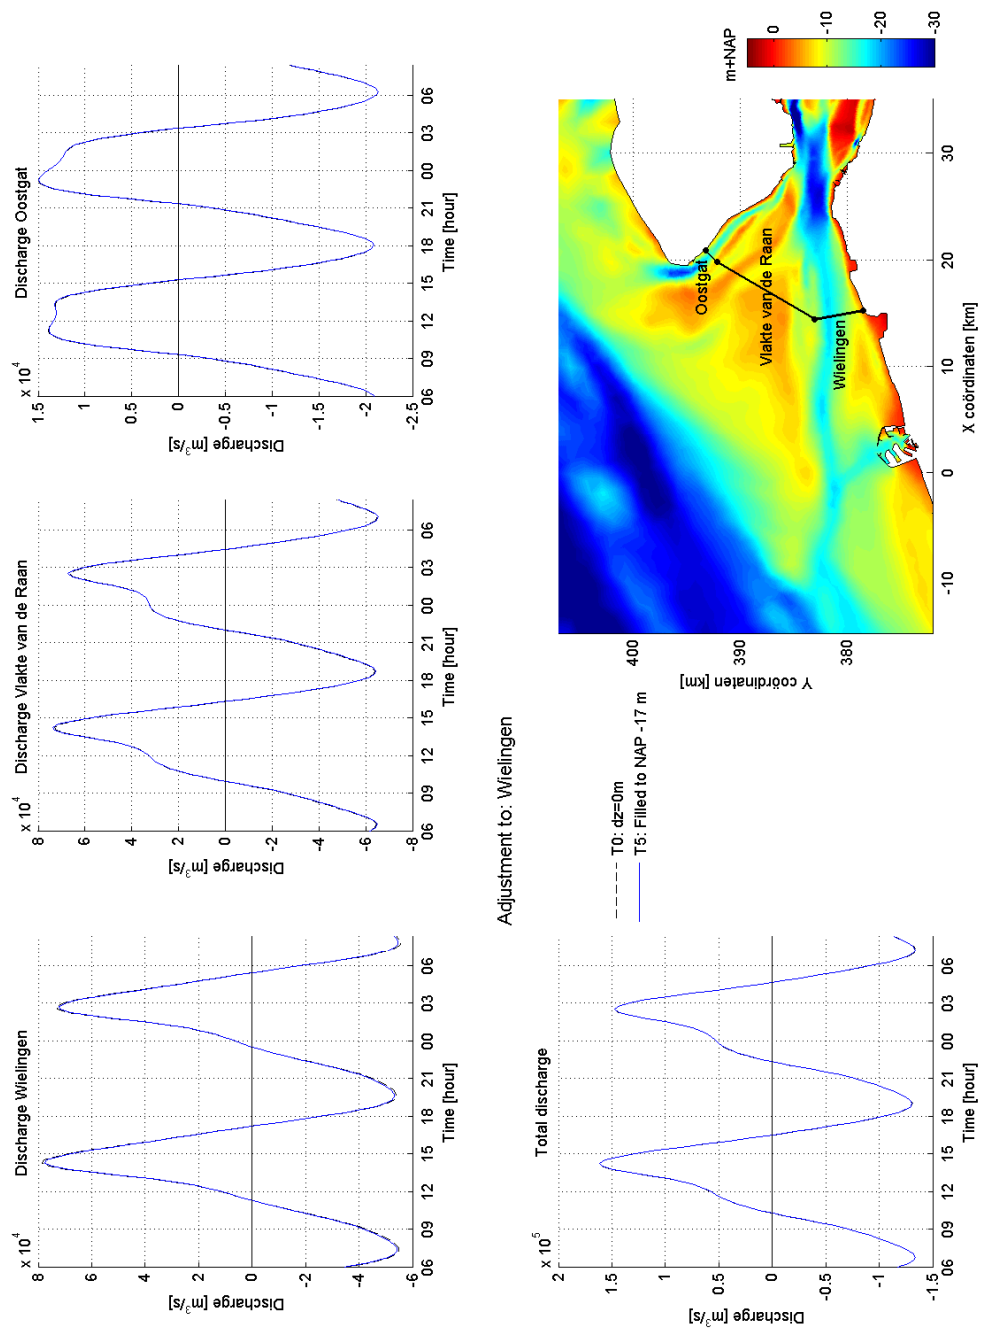 Discharge Wielingen
x 10^4
Discharge [m^3/s]
8
6
4
2
0
-2
-4
-6
06 09 12 15 18 21 00 03 06
Time [hour]
Discharge Vlakte van de Raan
x 10^4
Discharge [m^3/s]
8
6
4
2
0
-2
-4
-6
-8
06 09 12 15 18 21 00 03 06
Time [hour]
Discharge Oostgat
x 10^4
Discharge [m^3/s]
1.5
1
0.5
0
-0.5
-1
-1.5
-2
-2.5
06 09 12 15 18 21 00 03 06
Time [hour]
Total discharge
x 10^5
Discharge [m^3/s]
2
1.5
1
0.5
0
-0.5
-1
-1.5
06 09 12 15 18 21 00 03 06
Time [hour]
Adjustment to: Wielingen
T0: dz=0m
T5: Filled to NAP -17 m
Y coördinaten [km]
400
390
380
Oostgat
Vlakte van de Raan
Wielingen
-10 0 10 20 30
X coördinaten [km]
m+NAP
0
-10
-20
-30